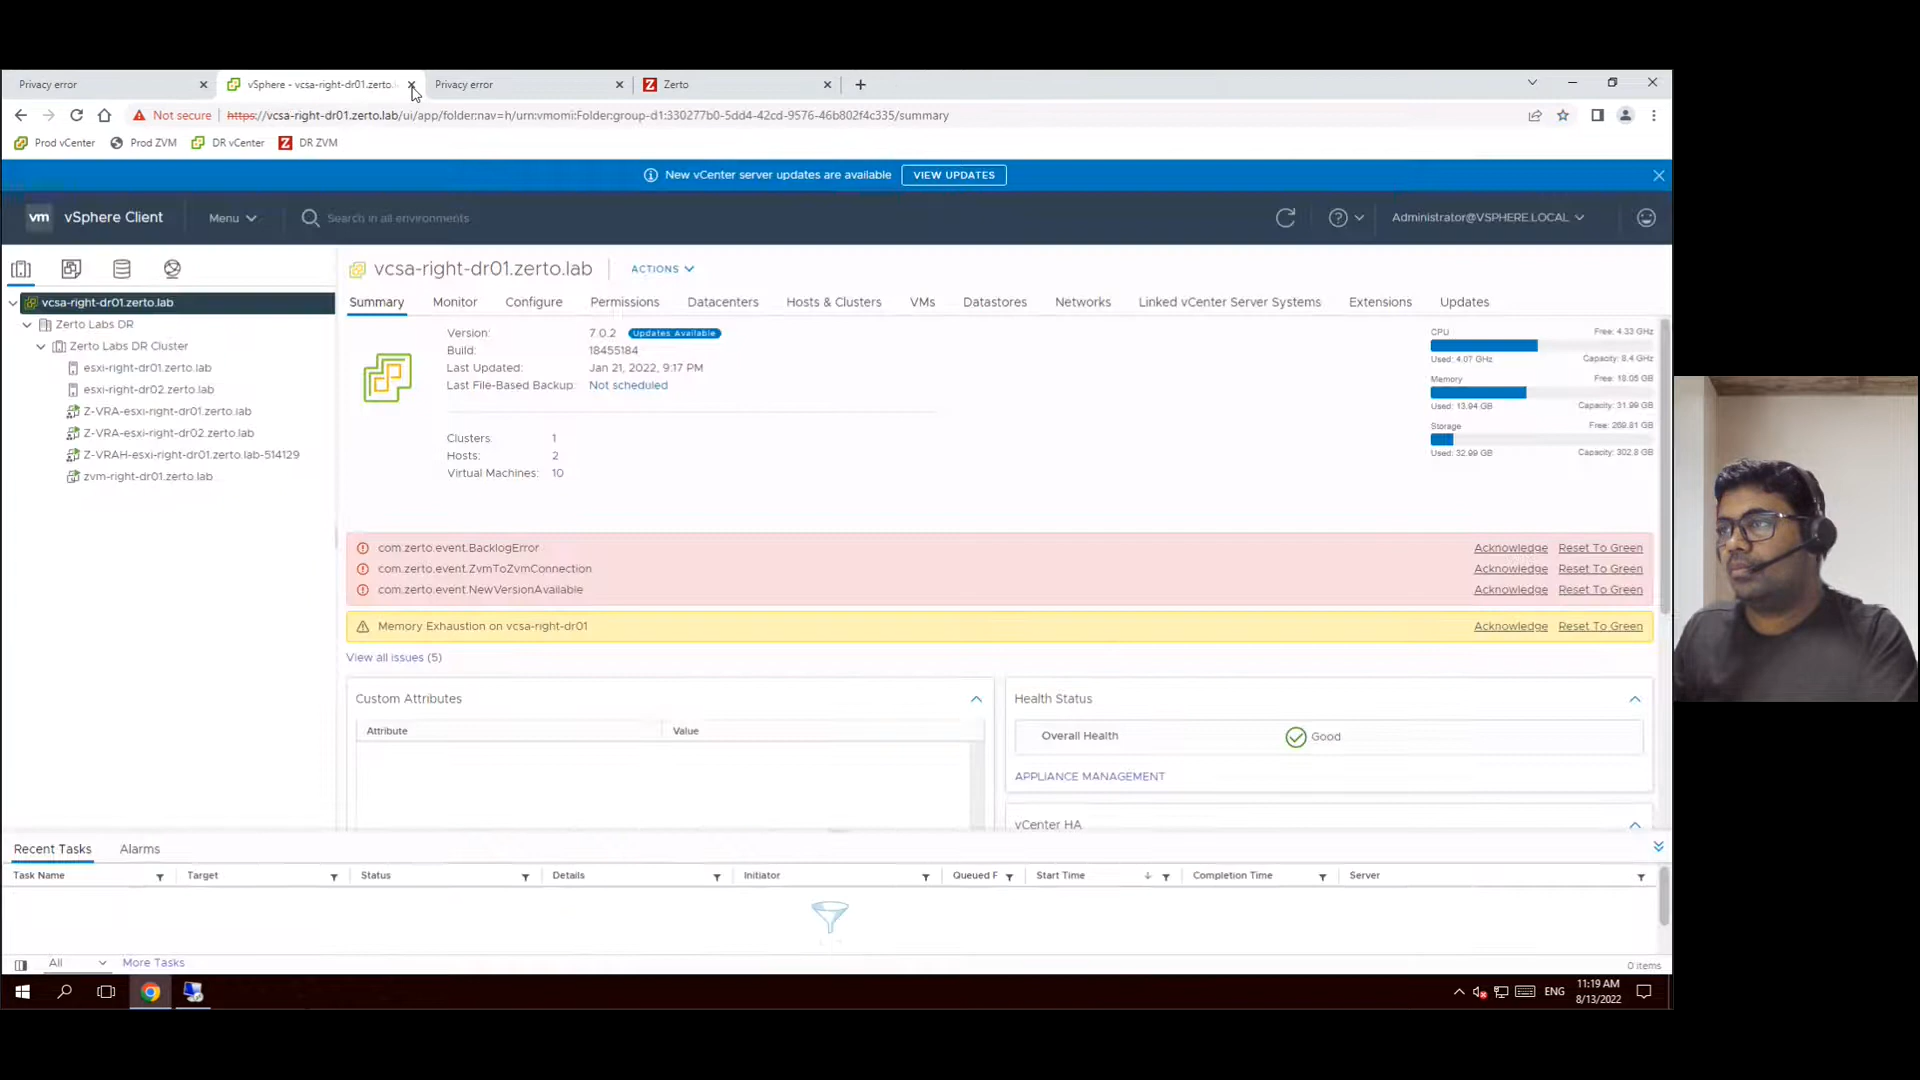 Privacy error
vSphere - vcsa-right-dr01.zerto.
Privacy error
Zerto
Not secure
https://vcsa-right-dr01.zerto.lab/ui/app/folder;nav=h/urn:vmomi:Folder:group-d1:330277b0-5dd4-42cd-9576-46b802f4c335/summary
Prod vCenter
Prod ZVM
DR vCenter
DR ZVM
New vCenter server updates are available
VIEW UPDATES
vm
vSphere Client
Menu
Search in all environments
Administrator@VSPHERE.LOCAL
vcsa-right-dr01.zerto.lab
Zerto Labs DR
Zerto Labs DR Cluster
esxi-right-dr01.zerto.lab
esxi-right-dr02.zerto.lab
Z-VRA-esxi-right-dr01.zerto.lab
Z-VRA-esxi-right-dr02.zerto.lab
Z-VRAH-esxi-right-dr01.zerto.lab-514129
zvm-right-dr01.zerto.lab
vcsa-right-dr01.zerto.lab
ACTIONS
Summary
Monitor
Configure
Permissions
Datacenters
Hosts & Clusters
VMs
Datastores
Networks
Linked vCenter Server Systems
Extensions
Updates
Version: 7.0.2 Updates Available
Build: 18455184
Last Updated: Jan 21, 2022, 9:17 PM
Last File-Based Backup: Not scheduled
Clusters: 1
Hosts: 2
Virtual Machines: 10
CPU Free: 4.33 GHz
Used: 4.07 GHz Capacity: 8.4 GHz
Memory Free: 18.05 GB
Used: 13.94 GB Capacity: 31.99 GB
Storage Free: 269.81 GB
Used: 32.99 GB Capacity: 302.8 GB
com.zerto.event.BacklogError Acknowledge Reset To Green
com.zerto.event.ZvmToZvmConnection Acknowledge Reset To Green
com.zerto.event.NewVersionAvailable Acknowledge Reset To Green
Memory Exhaustion on vcsa-right-dr01 Acknowledge Reset To Green
View all issues (5)
Custom Attributes
Attribute Value
Health Status
Overall Health Good
APPLIANCE MANAGEMENT
vCenter HA
Recent Tasks
Alarms
Task Name
Target
Status
Details
Initiator
Queued F
Start Time
Completion Time
Server
All
More Tasks
0 items
ENG
11:19 AM
8/13/2022